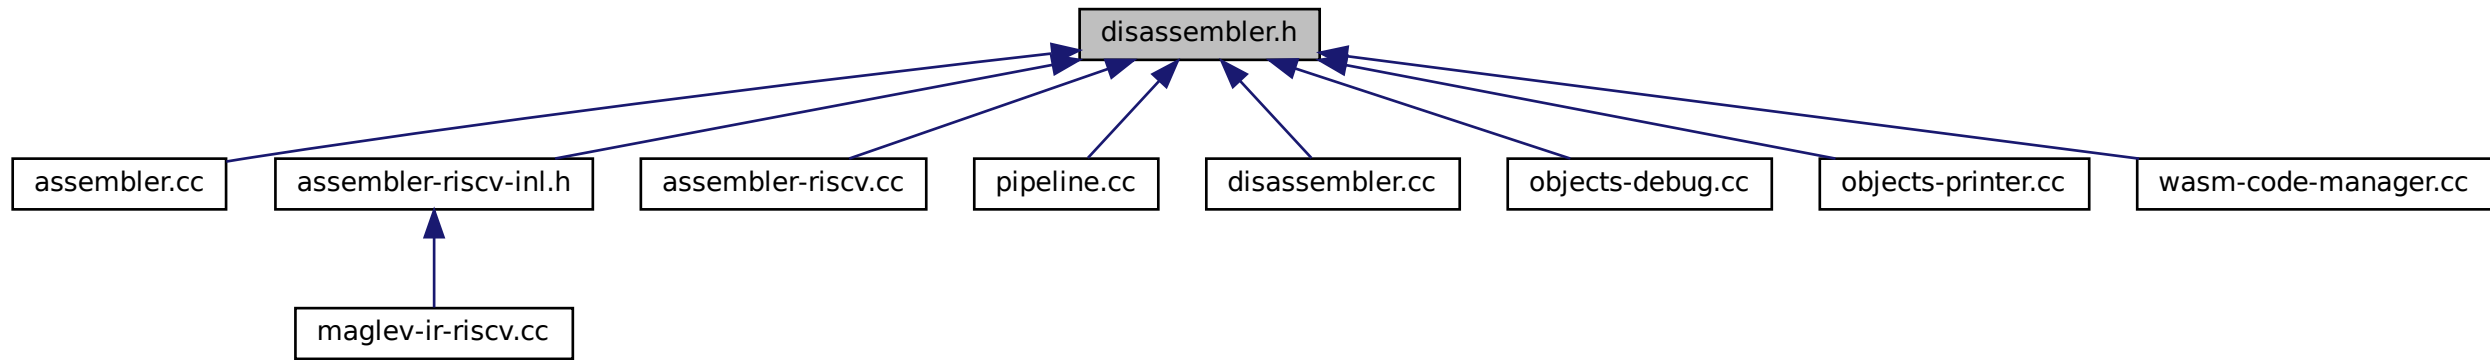 disassembler.h
assembler.cc
assembler-riscv-inl.h
assembler-riscv.cc
pipeline.cc
disassembler.cc
objects-debug.cc
objects-printer.cc
wasm-code-manager.cc
maglev-ir-riscv.cc